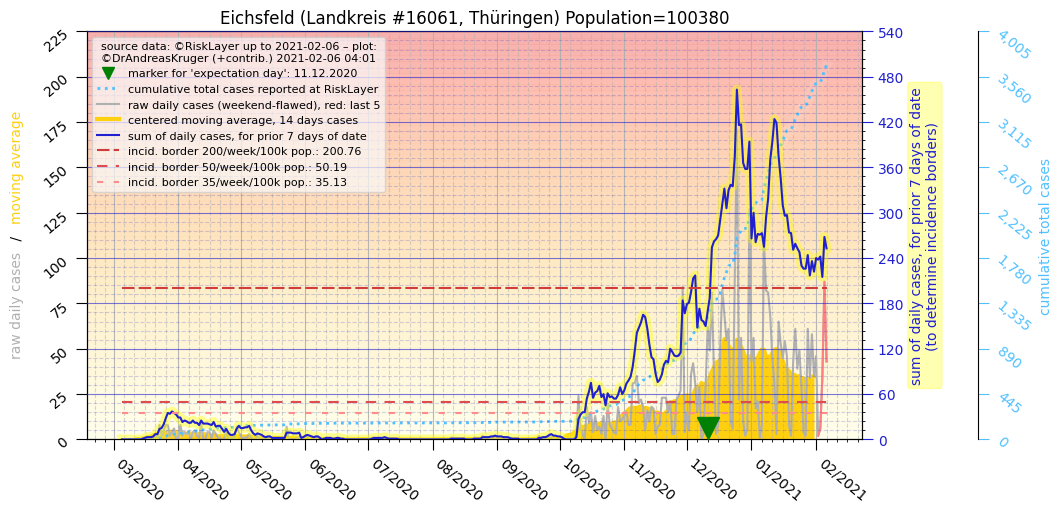 Eichsfeld (Landkreis #16061, Thüringen) Population=100380
source data: ©RiskLayer up to 2021-02-06 – plot:
©DrAndreasKruger (+contrib.) 2021-02-06 04:01
marker for 'expectation day': 11.12.2020
cumulative total cases reported at RiskLayer
raw daily cases (weekend-flawed), red: last 5
centered moving average, 14 days cases
sum of daily cases, for prior 7 days of date
incid. border 200/week/100k pop.: 200.76
incid. border 50/week/100k pop.: 50.19
incid. border 35/week/100k pop.: 35.13
raw daily cases / moving average
225
200
175
150
125
100
75
50
25
0
03/2020
04/2020
05/2020
06/2020
07/2020
08/2020
09/2020
10/2020
11/2020
12/2020
01/2021
02/2021
540
480
420
360
300
240
180
120
60
0
sum of daily cases, for prior 7 days of date
(to determine incidence borders)
4,005
3,560
3,115
2,670
2,225
1,780
1,335
890
445
0
cumulative total cases